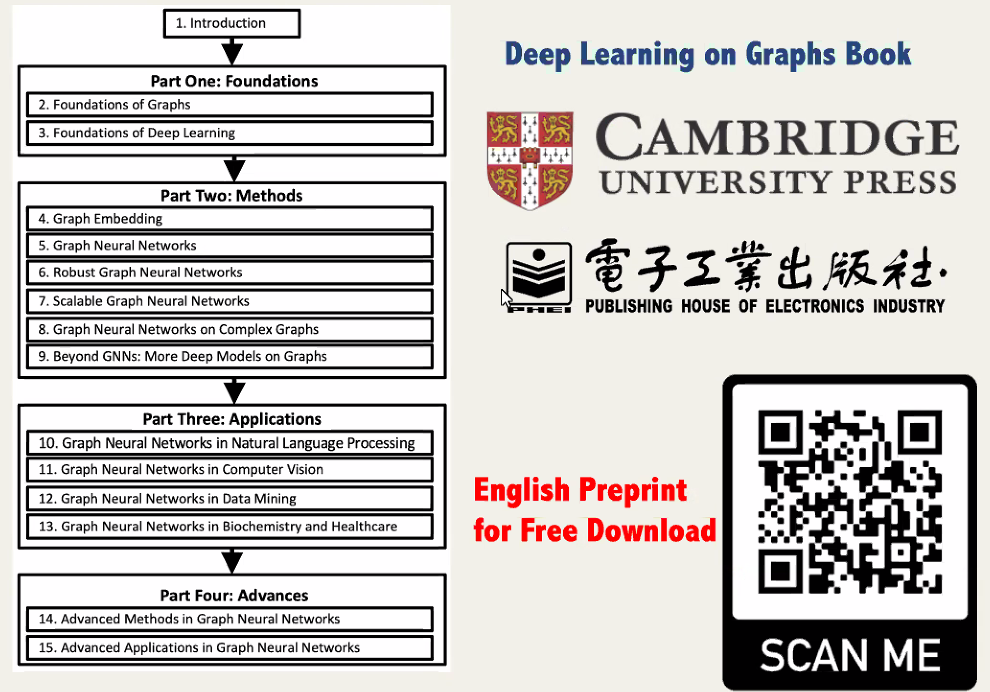 1. Introduction
Part One: Foundations
2. Foundations of Graphs
3. Foundations of Deep Learning
Part Two: Methods
4. Graph Embedding
5. Graph Neural Networks
6. Robust Graph Neural Networks
7. Scalable Graph Neural Networks
8. Graph Neural Networks on Complex Graphs
9. Beyond GNNs: More Deep Models on Graphs
Part Three: Applications
10. Graph Neural Networks in Natural Language Processing
11. Graph Neural Networks in Computer Vision
12. Graph Neural Networks in Data Mining
13. Graph Neural Networks in Biochemistry and Healthcare
Part Four: Advances
14. Advanced Methods in Graph Neural Networks
15. Advanced Applications in Graph Neural Networks
Deep Learning on Graphs Book
CAMBRIDGE
UNIVERSITY PRESS
電子工業出版社.
PHEI
PUBLISHING HOUSE OF ELECTRONICS INDUSTRY
English Preprint
for Free Download
SCAN ME